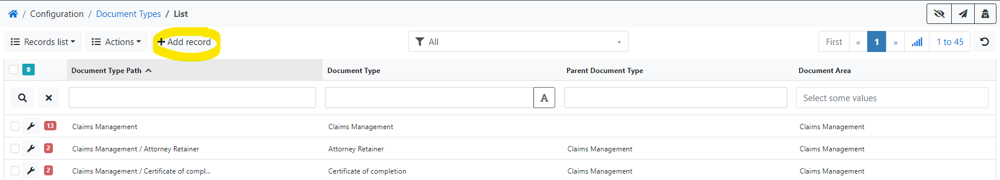 / Configuration / Document Types / List
Records list Actions + Add record All First « 1 » 1 to 45
Document Type Path Document Type Parent Document Type Document Area
A Select some values
13 Claims Management Claims Management Claims Management
2 Claims Management / Attorney Retainer Attorney Retainer Claims Management Claims Management
2 Claims Management / Certificate of compl... Certificate of completion Claims Management Claims Management